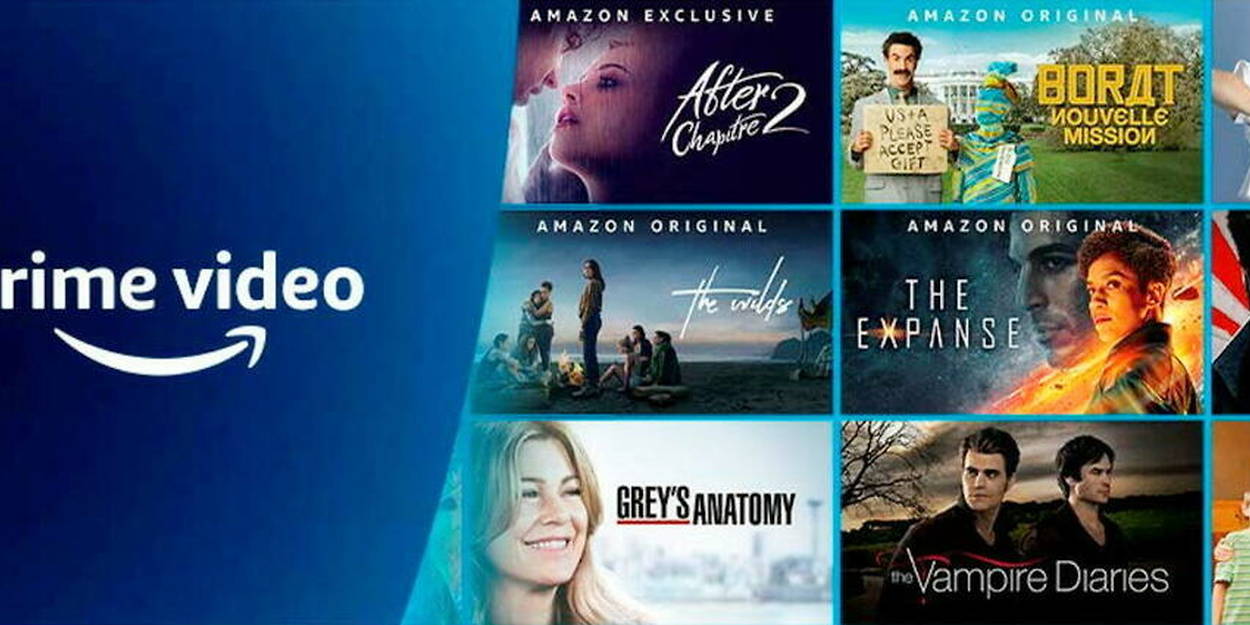 rime video
AMAZON EXCLUSIVE
After
Chapitre 2
AMAZON ORIGINAL
US+A
PLEASE
ACCEPT
GIFT
BORAT
NOUVELLE
MISSION
AMAZON ORIGINAL
the wilds
AMAZON ORIGINAL
THE
EXPANSE
GREY'S ANATOMY
the Vampire Diaries